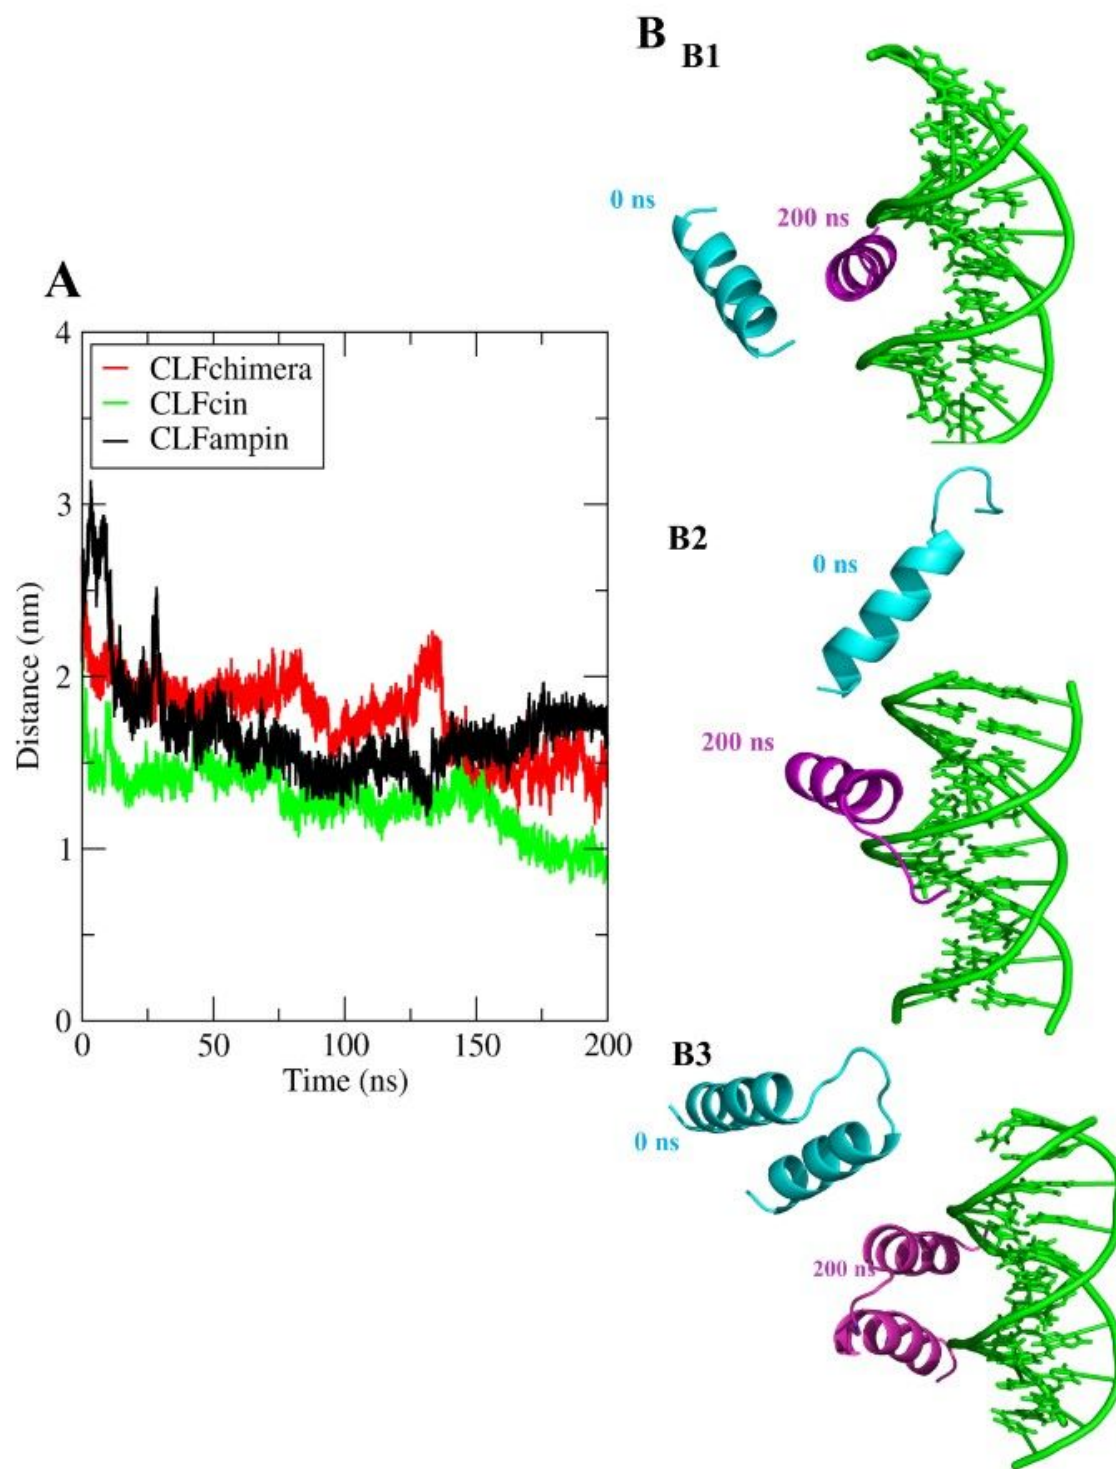 B
B1
0 ns
200 ns
A
4
CLFchimera
CLFcin
CLFampin
3
B2
0 ns
2
Distance (nm)
200 ns
1
0
0 50 100 150 200
Time (ns)
B3
0 ns
200 ns